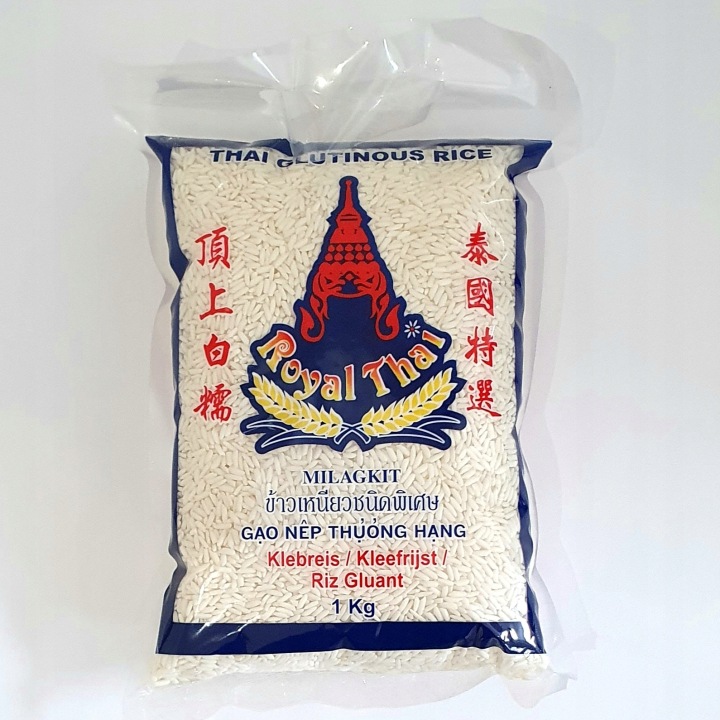 THAI GLUTINOUS RICE
頂上白糯
泰國特選
Royal Thai
MILAGKIT
ข้าวเหนียวชนิดพิเศษ
GẠO NẾP THƯỢNG HẠNG
Klebreis / Kleefrijst /
Riz Gluant
1 Kg